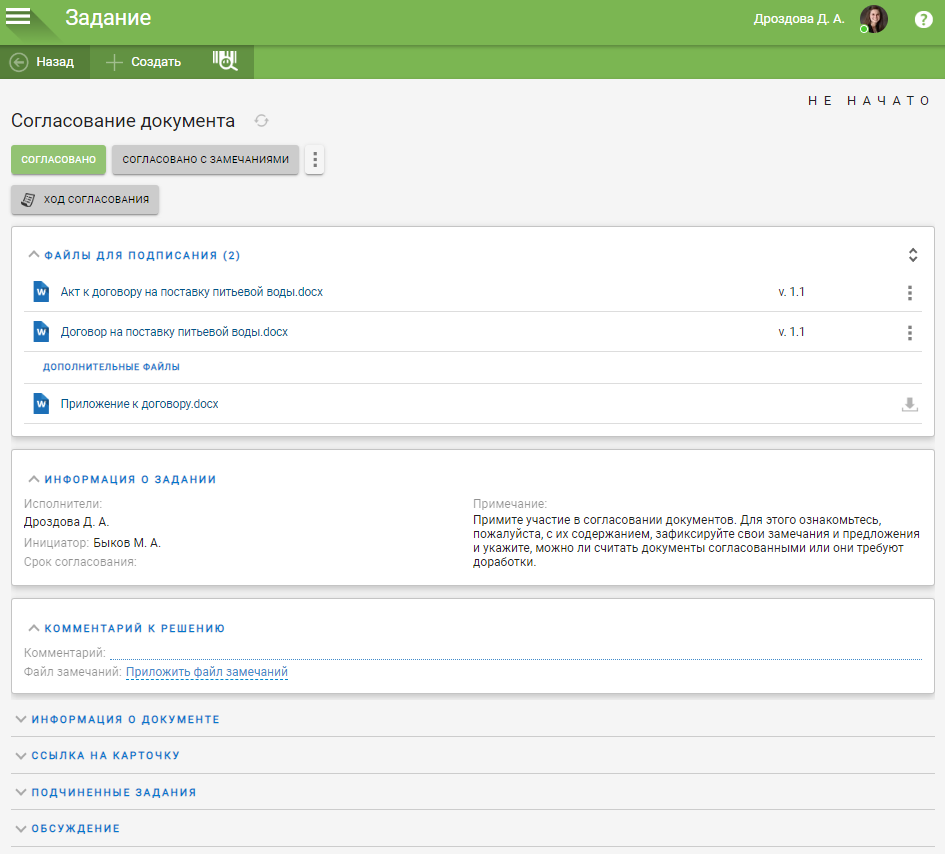 Задание
Дроздова Д. А.
?
Назад
Создать
НЕ НАЧАТО
Согласование документа
СОГЛАСОВАНО
СОГЛАСОВАНО С ЗАМЕЧАНИЯМИ
ХОД СОГЛАСОВАНИЯ
ФАЙЛЫ ДЛЯ ПОДПИСАНИЯ (2)
W Акт к договору на поставку питьевой воды.docx v. 1.1
W Договор на поставку питьевой воды.docx v. 1.1
ДОПОЛНИТЕЛЬНЫЕ ФАЙЛЫ
W Приложение к договору.docx
ИНФОРМАЦИЯ О ЗАДАНИИ
Исполнители:
Дроздова Д. А.
Инициатор: Быков М. А.
Срок согласования:
Примечание:
Примите участие в согласовании документов. Для этого ознакомьтесь,
пожалуйста, с их содержанием, зафиксируйте свои замечания и предложения
и укажите, можно ли считать документы согласованными или они требуют
доработки.
КОММЕНТАРИЙ К РЕШЕНИЮ
Комментарий:
Файл замечаний: Приложить файл замечаний
ИНФОРМАЦИЯ О ДОКУМЕНТЕ
ССЫЛКА НА КАРТОЧКУ
ПОДЧИНЕННЫЕ ЗАДАНИЯ
ОБСУЖДЕНИЕ